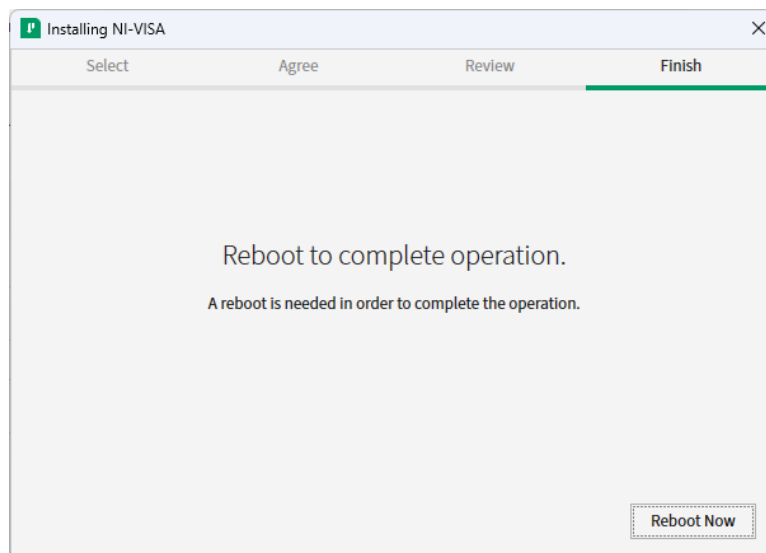 Installing NI-VISA
Select Agree Review Finish
Reboot to complete operation.
A reboot is needed in order to complete the operation.
Reboot Now